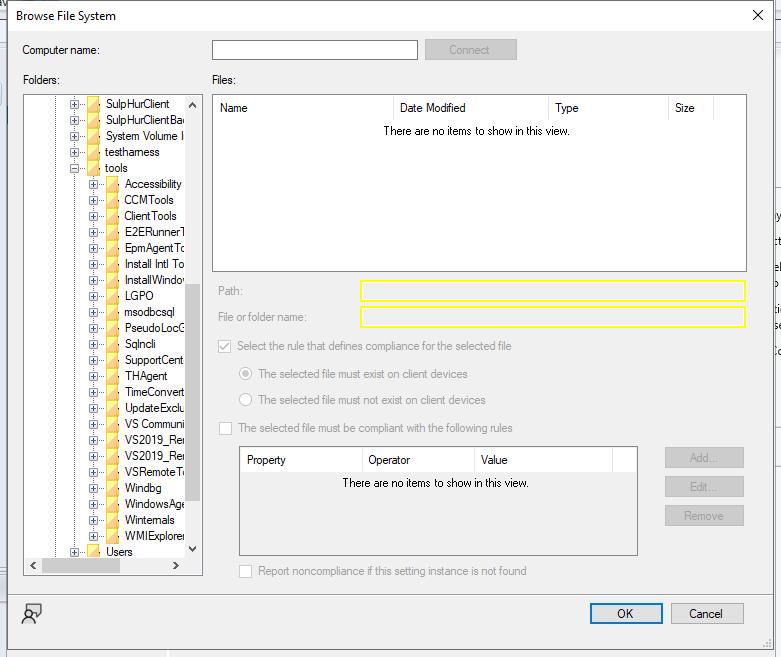 Browse File System
Computer name:
Connect
Folders:
Files:
SulpHurClient
SulpHurClientBa
System Volume I
testharness
tools
Accessibility
CCMTools
ClientTools
E2ERunnerT
EpmAgentTo
Install Intl To
InstallWindow
LGPO
msodbcsql
PseudoLocG
Sqlncli
SupportCent
THAgent
TimeConvert
UpdateExclu
VS Communi
VS2019_Rer
VS2019_Rer
VSRemoteTo
Windbg
WindowsAge
Winternals
WMIExplorer
Users
Name Date Modified Type Size
There are no items to show in this view.
Path:
File or folder name:
Select the rule that defines compliance for the selected file
The selected file must exist on client devices
The selected file must not exist on client devices
The selected file must be compliant with the following rules
Property Operator Value
There are no items to show in this view.
Add...
Edit...
Remove
Report noncompliance if this setting instance is not found
OK Cancel